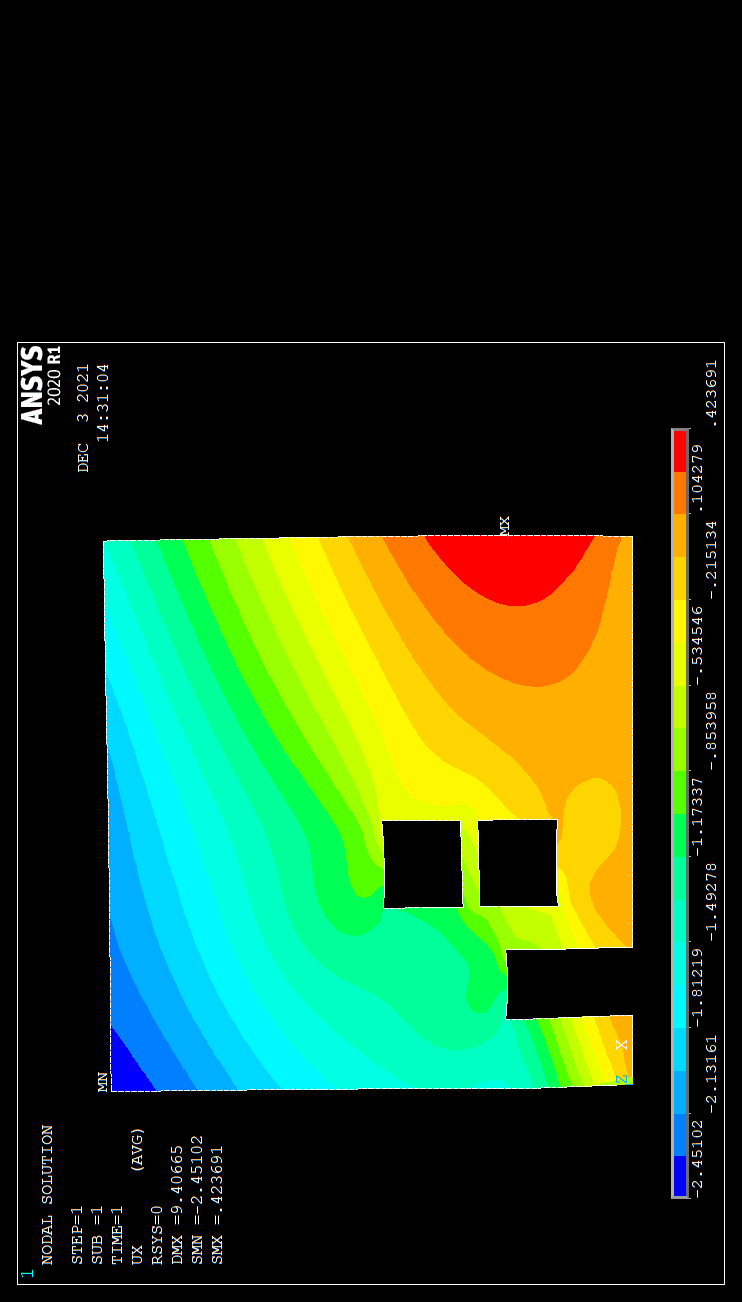 1
NODAL SOLUTION
STEP=1
SUB =1
TIME=1
UX (AVG)
RSYS=0
DMX =9.40665
SMN =-2.45102
SMX =.423691
ANSYS
2020 R1
DEC 3 2021
14:31:04
MN
MX
Z X
-2.45102 -1.81219 -1.17337 -.534546 .104279
-2.13161 -1.49278 -.853958 -.215134 .423691